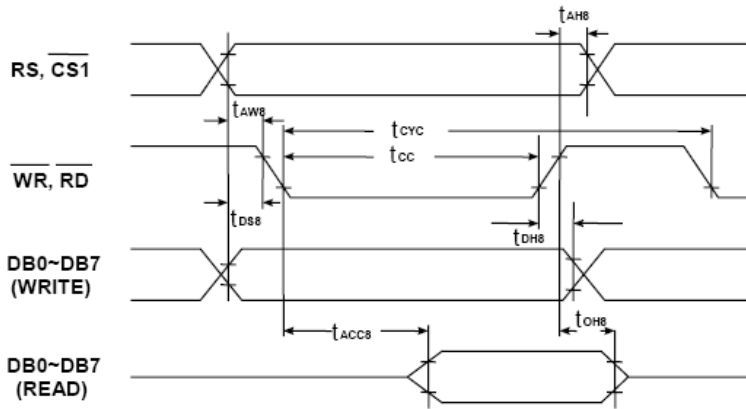 tAH8
RS, CS1
tAW8
tCYC
tCC
WR, RD
tDS8
tDH8
DB0~DB7
(WRITE)
tACC8
tOH8
DB0~DB7
(READ)